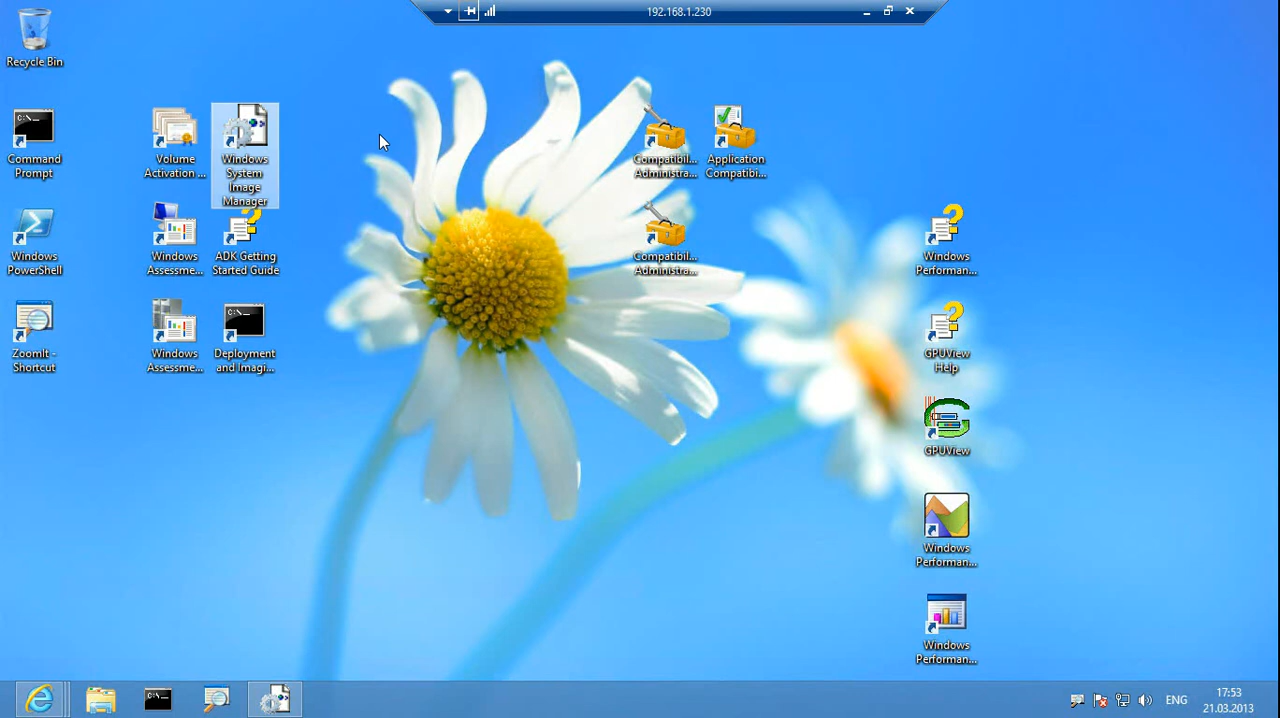 192.168.1.230
Recycle Bin
Command
Prompt
Volume
Activation ...
Windows
System
Image
Manager
Compatibil...
Administra...
Application
Compatibi...
Windows
PowerShell
Windows
Assessme...
ADK Getting
Started Guide
Compatibil...
Administra...
Windows
Performan...
ZoomIt -
Shortcut
Windows
Assessme...
Deployment
and Imagi...
GPUView
Help
GPUView
Windows
Performan...
Windows
Performan...
ENG
17:53
21.03.2013